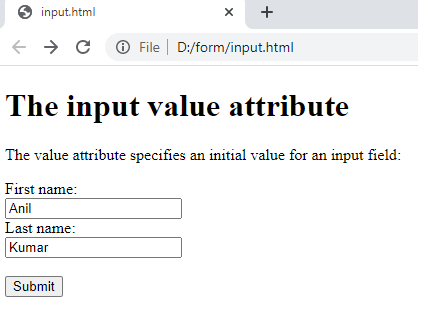 input.html
File | D:/form/input.html
The input value attribute
The value attribute specifies an initial value for an input field:
First name:
Anil
Last name:
Kumar
Submit